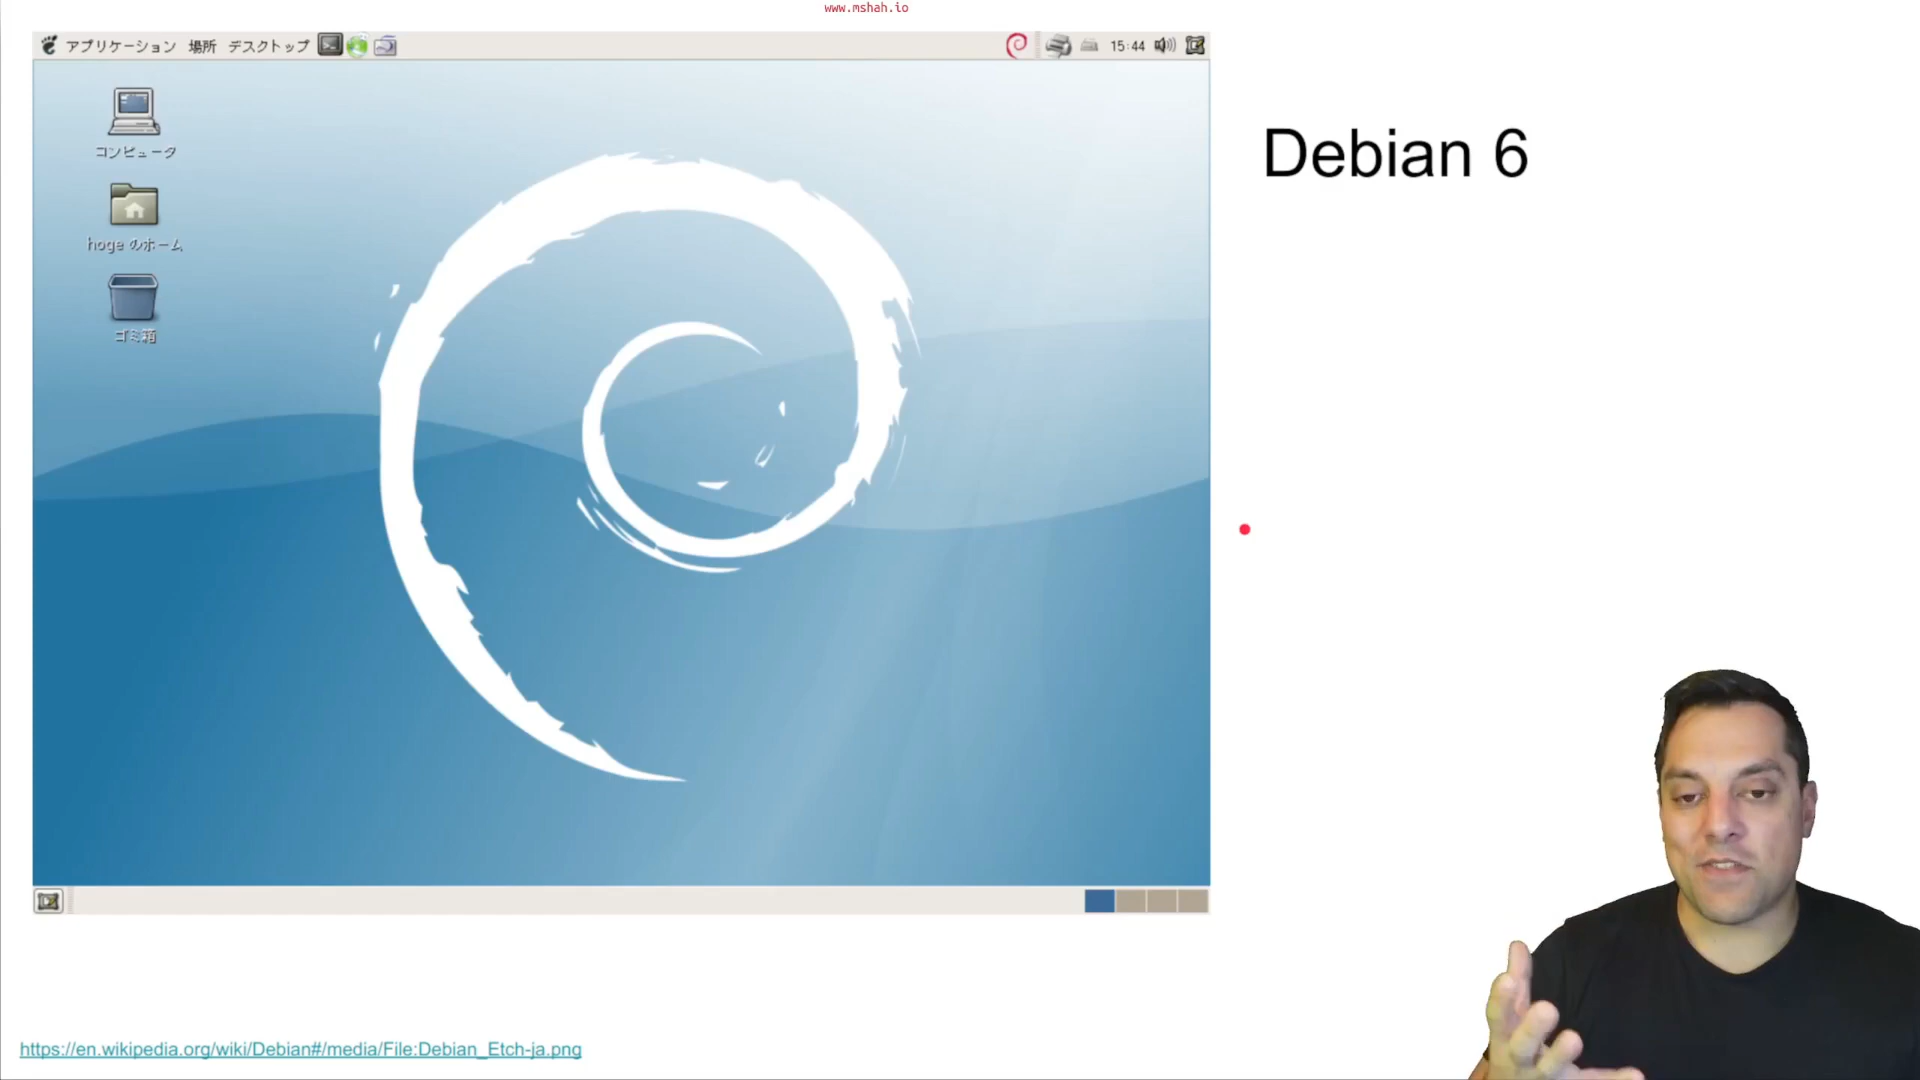 www.mshah.io
アプリケーション 場所 デスクトップ 15:44
Debian 6
コンピュータ
hoge のホーム
ゴミ箱
https://en.wikipedia.org/wiki/Debian#/media/File:Debian_Etch-ja.png